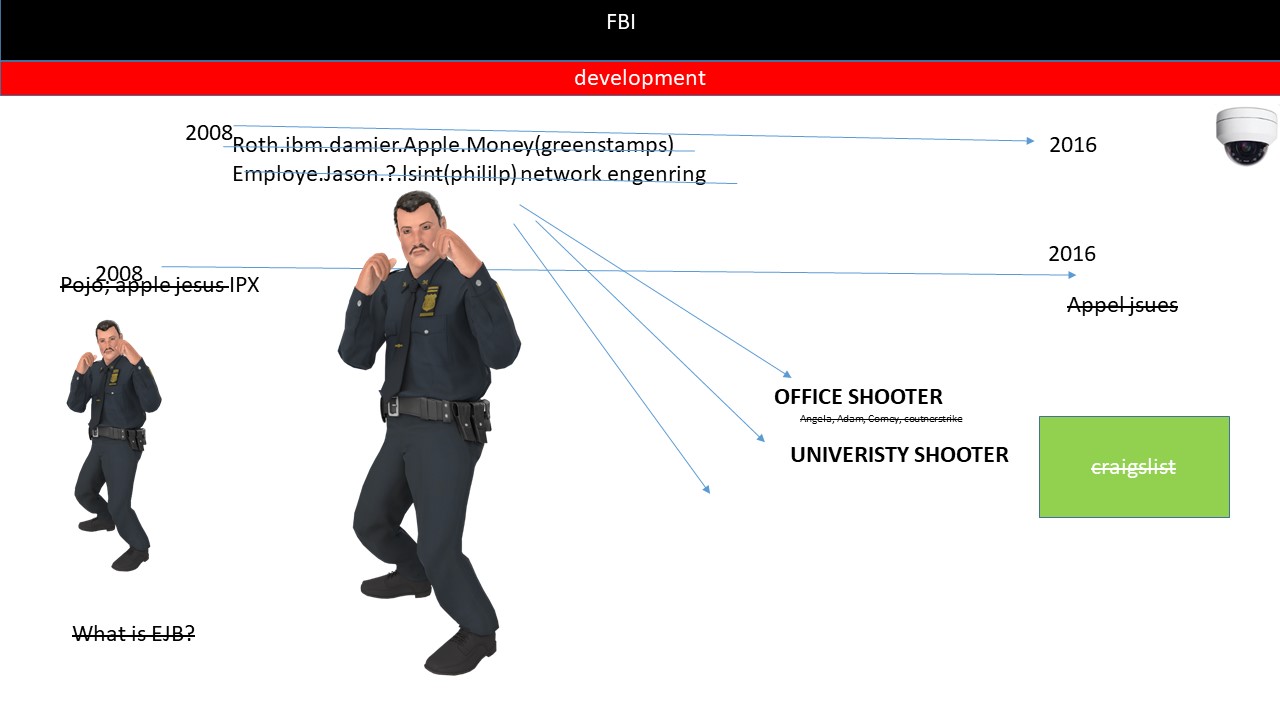 FBI
development
2008
2016
Roth.ibm.damier.Apple.Money(greenstamps)
Employe.Jason.?.lsint(phililp) network engenring
2016
2008
Pojo; apple jesus IPX
Appel jsues
OFFICE SHOOTER
Angela, Adam, Comey, coutnerstrike
UNIVERISTY SHOOTER
craigslist
What is EJB?